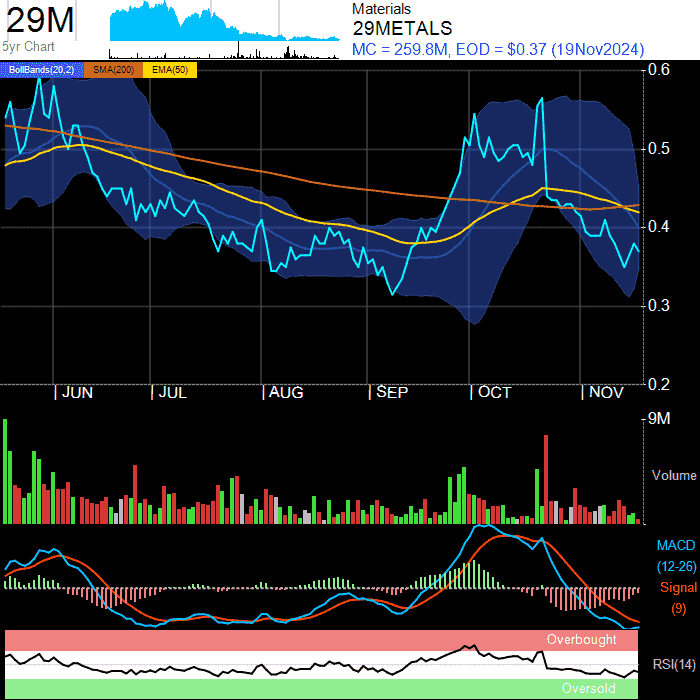 29M
5yr Chart
Materials
29METALS
MC = 259.8M, EOD = $0.37 (19Nov2024)
BollBands(20,2) SMA(200) EMA(50)
0.6
0.5
0.4
0.3
0.2
| JUN | JUL | AUG | SEP | OCT | NOV
9M
Volume
MACD
(12-26)
Signal
(9)
Overbought
RSI(14)
Oversold